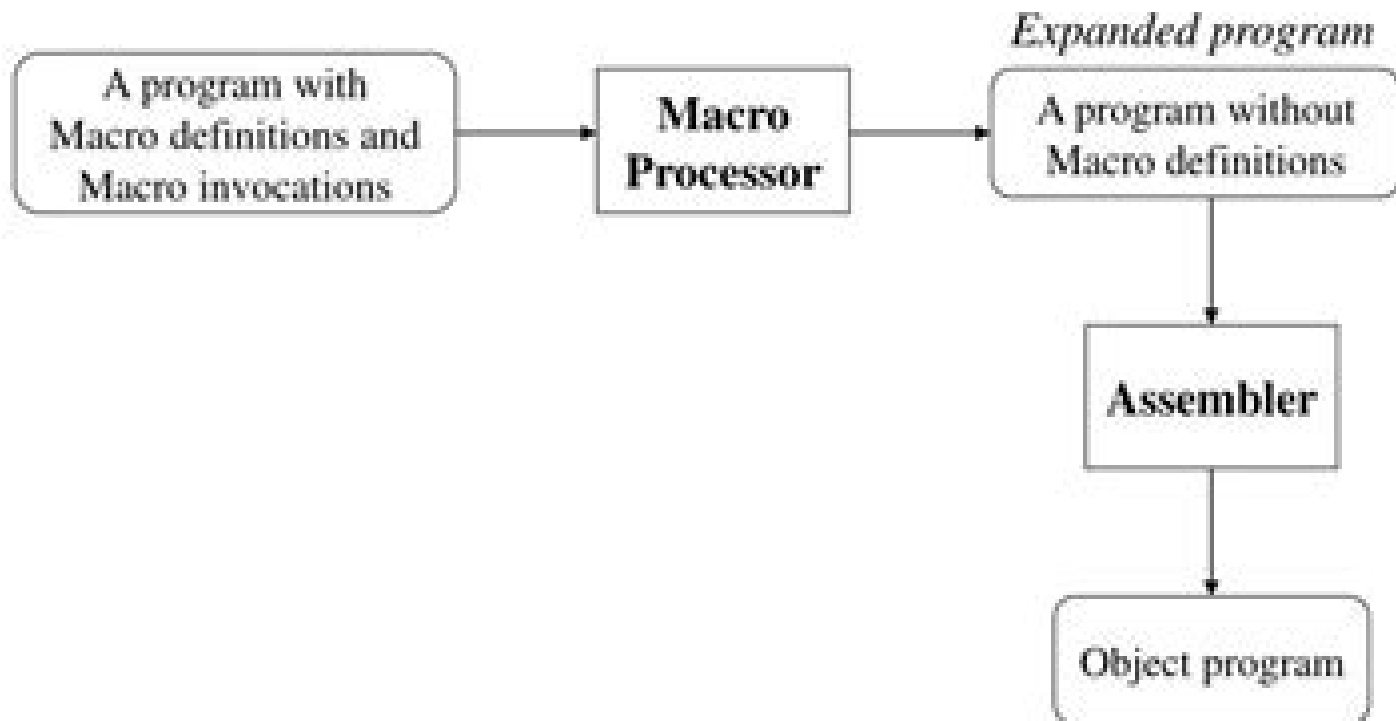 A program with
Macro definitions and
Macro invocations
Macro
Processor
Expanded program
A program without
Macro definitions
Assembler
Object program